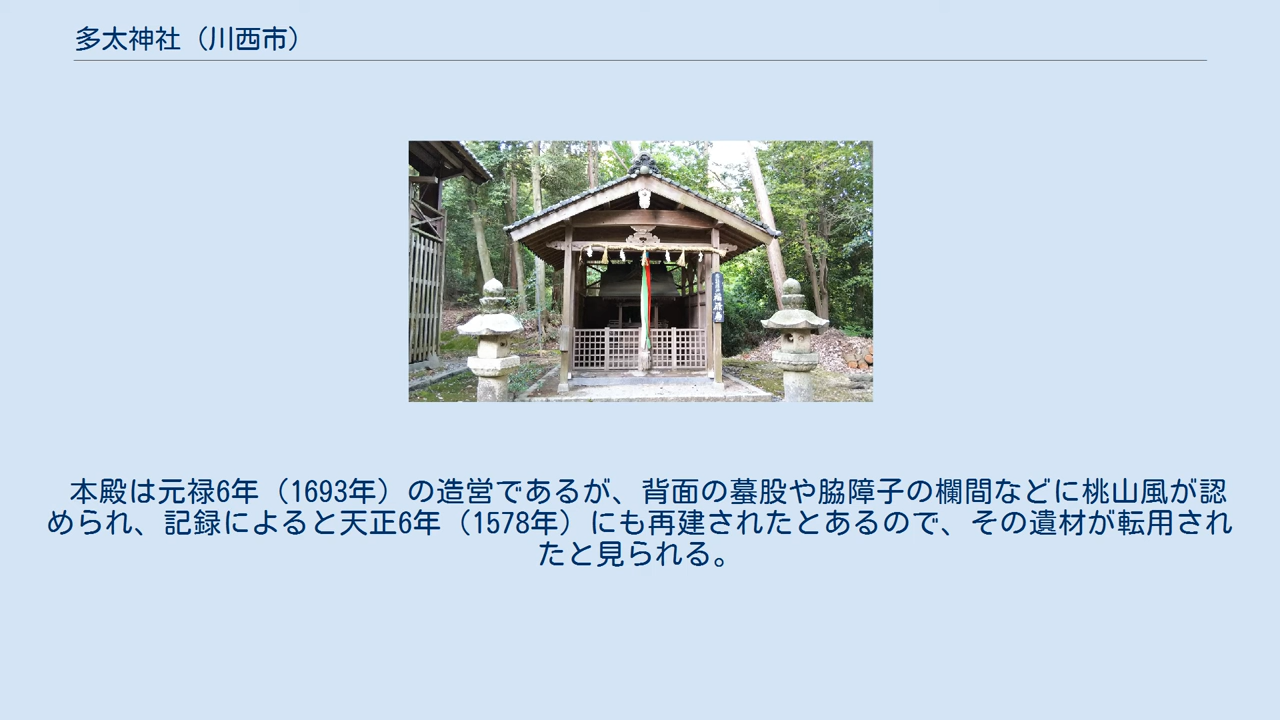 多太神社（川西市）
本殿は元禄6年（1693年）の造営であるが、背面の蟇股や脇障子の欄間などに桃山風が認
められ、記録によると天正6年（1578年）にも再建されたとあるので、その遺材が転用され
たと見られる。